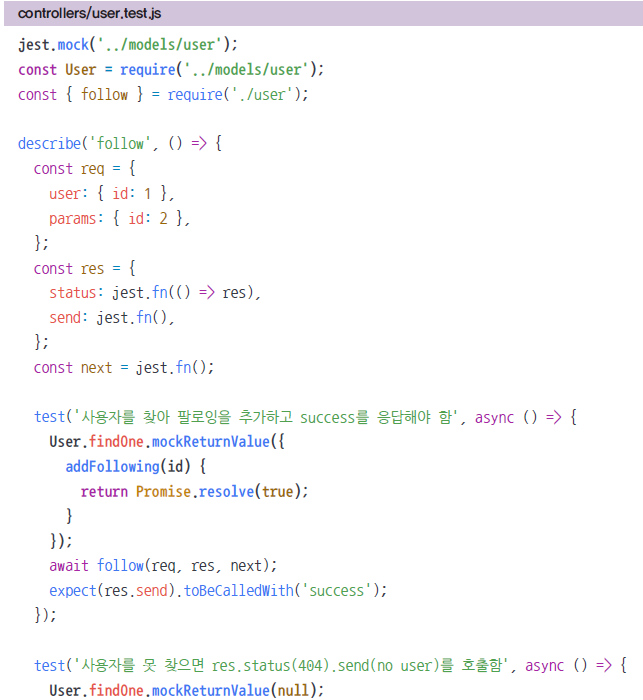 controllers/user.test.js
jest.mock('../models/user');
const User = require('../models/user');
const { follow } = require('./user');
describe('follow', () => {
const req = {
user: { id: 1 },
params: { id: 2 },
};
const res = {
status: jest.fn(() => res),
send: jest.fn(),
};
const next = jest.fn();
test('사용자를 찾아 팔로잉을 추가하고 success를 응답해야 함', async () => {
User.findOne.mockReturnValue({
addFollowing(id) {
return Promise.resolve(true);
}
});
await follow(req, res, next);
expect(res.send).toBeCalledWith('success');
});
test('사용자를 못 찾으면 res.status(404).send(no user)를 호출함', async () => {
User.findOne.mockReturnValue(null);